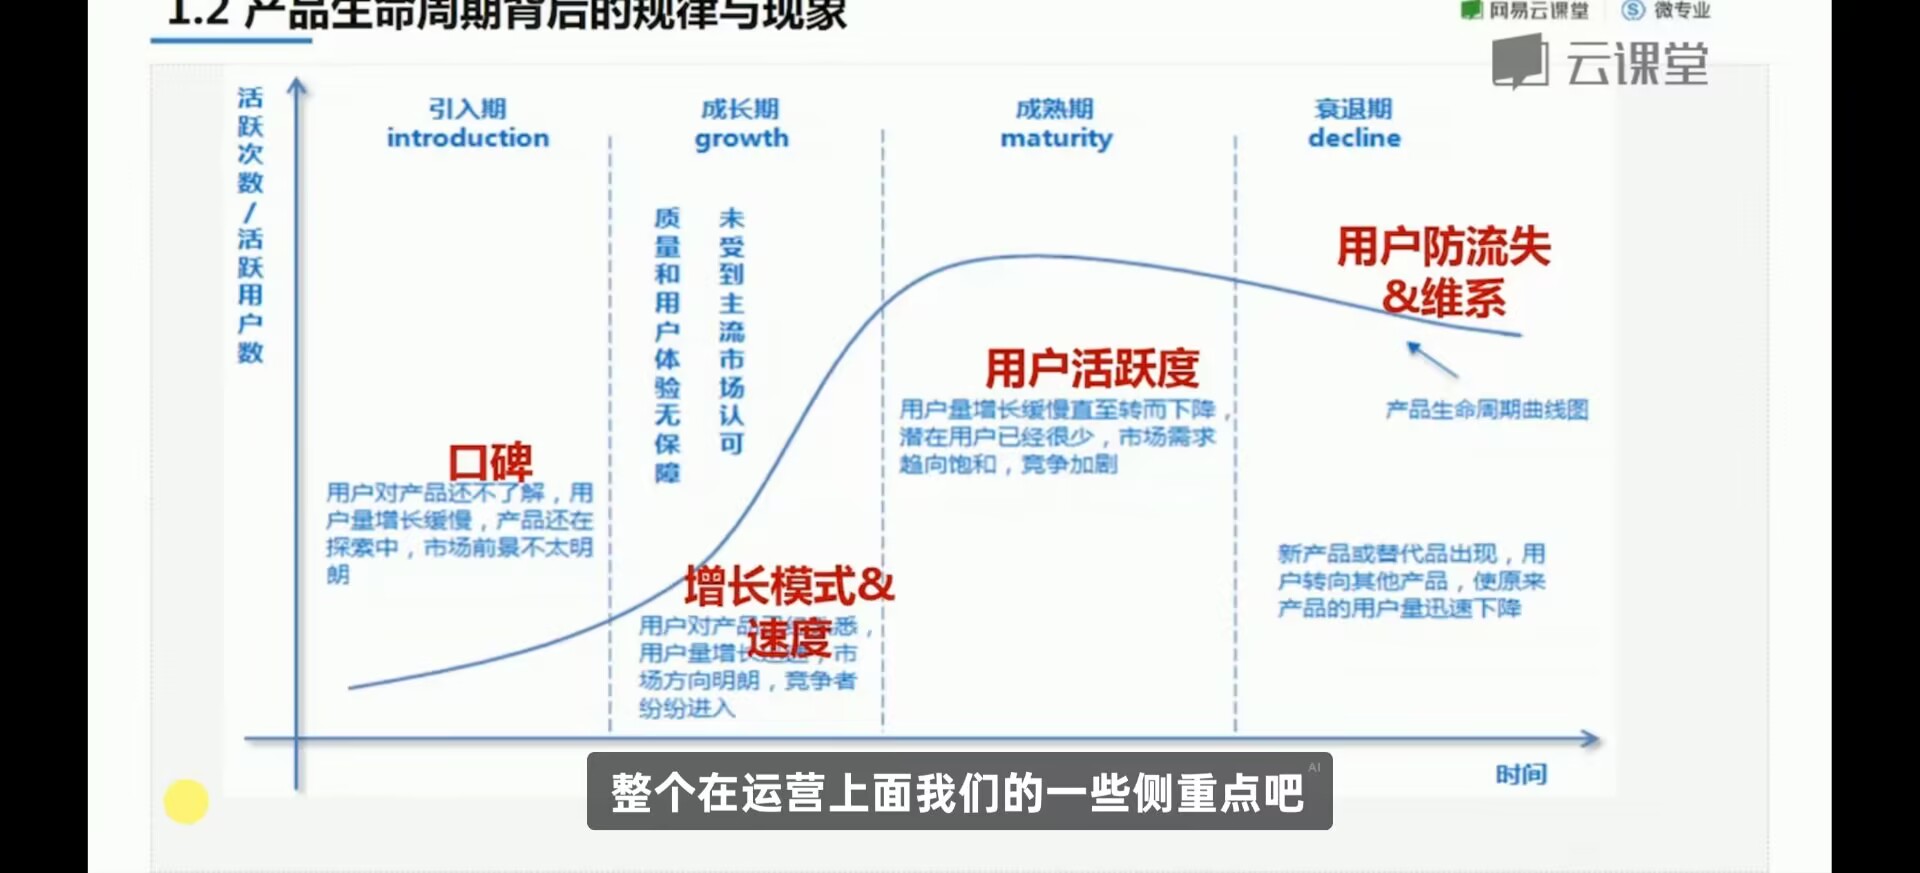 1.2 产品生命周期背后的规律与现象
网易云课堂
微专业
云课堂
活跃次数/活跃用户数
引入期
introduction
成长期
growth
成熟期
maturity
衰退期
decline
质量和用户体验无保障
未受到主流市场认可
口碑
用户对产品还不了解，用
户量增长缓慢，产品还在
探索中，市场前景不太明
朗
增长模式&
速度
用户对产品 悉，
用户量增长 ，市
场方向明朗，竞争者
纷纷进入
用户活跃度
用户量增长缓慢直至转而下降，
潜在用户已经很少，市场需求
趋向饱和，竞争加剧
用户防流失
&维系
产品生命周期曲线图
新产品或替代品出现，用
户转向其他产品，使原来
产品的用户量迅速下降
时间
整个在运营上面我们的一些侧重点吧
AI